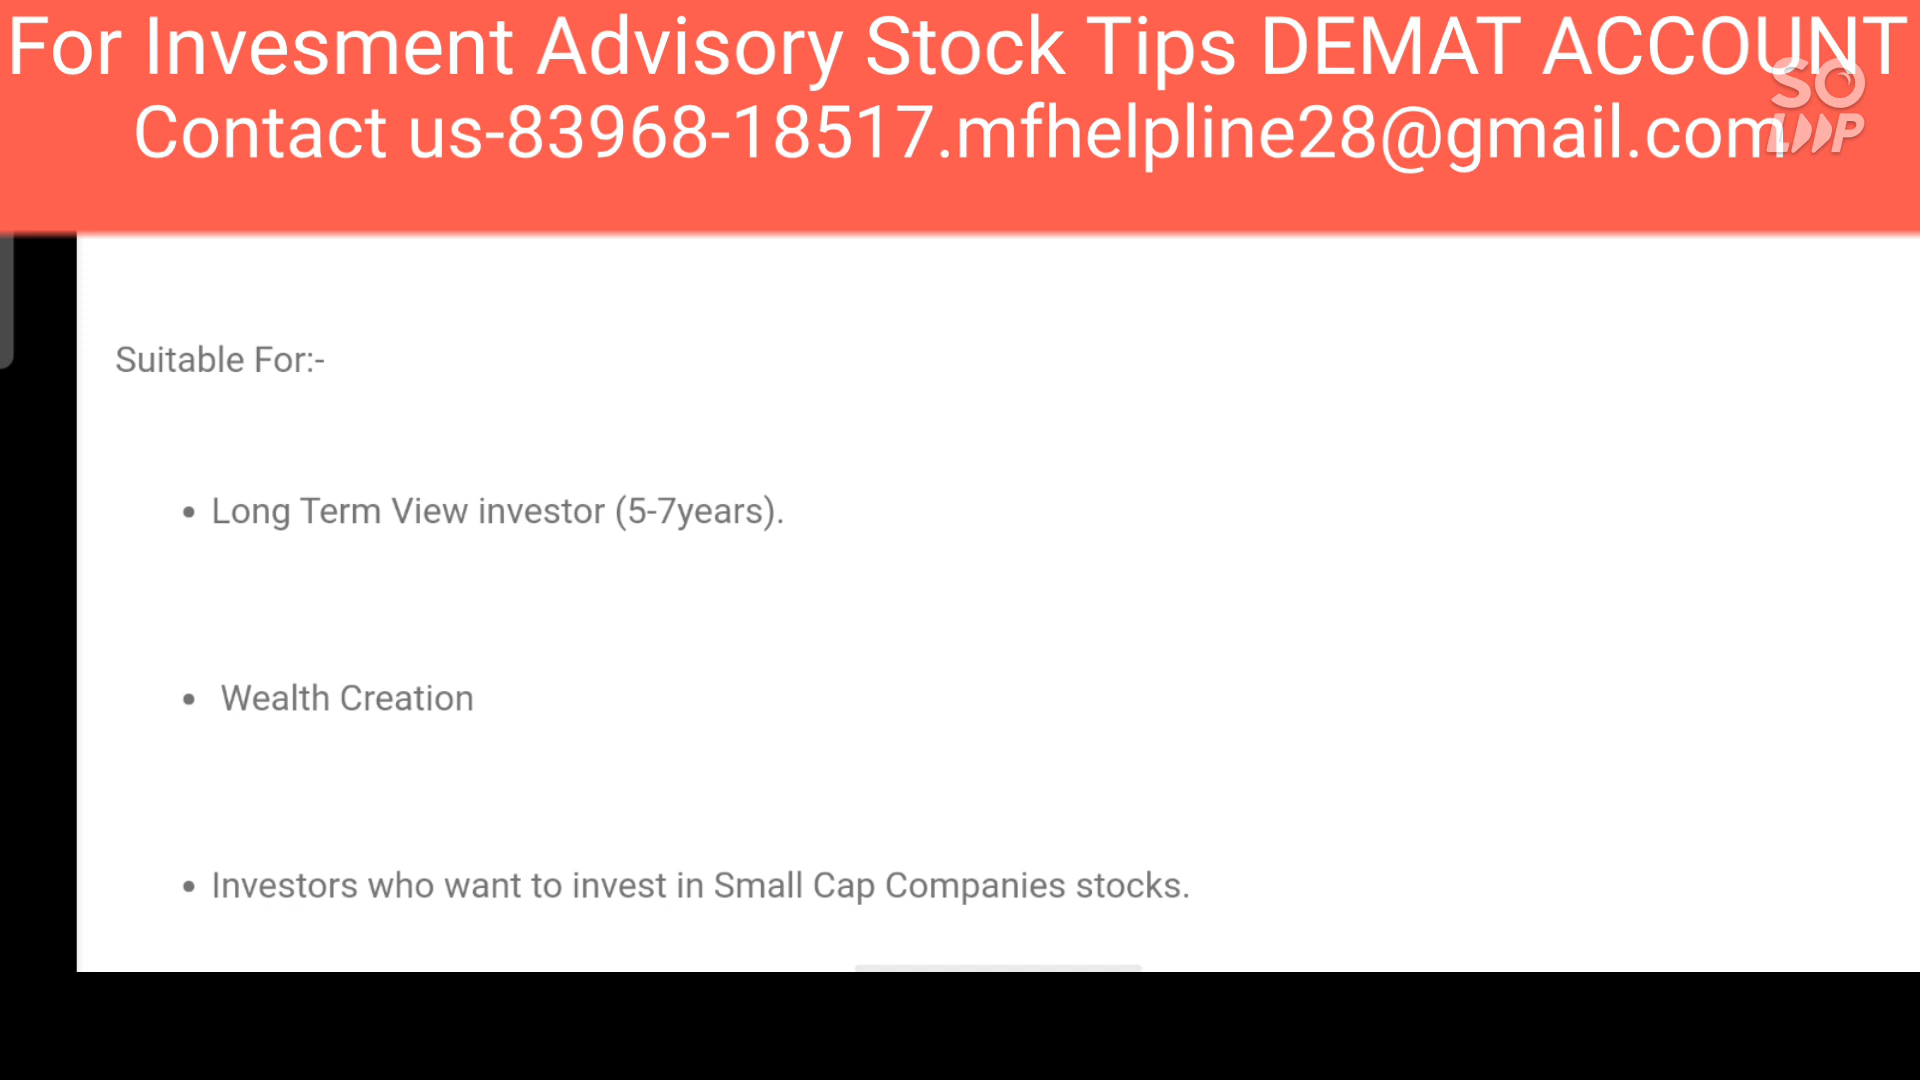 For Invesment Advisory Stock Tips DEMAT ACCOUNT
Contact us-83968-18517.mfhelpline28@gmail.com
SO
LOOP
Suitable For:-
• Long Term View investor (5-7years).
• Wealth Creation
• Investors who want to invest in Small Cap Companies stocks.